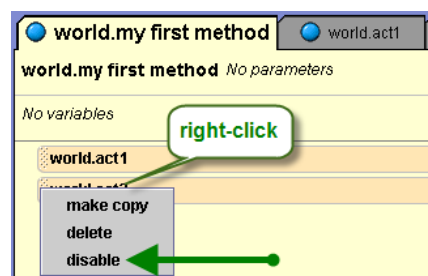 world.my first method world.act1
world.my first method No parameters
No variables
right-click
world.act1
make copy
delete
disable